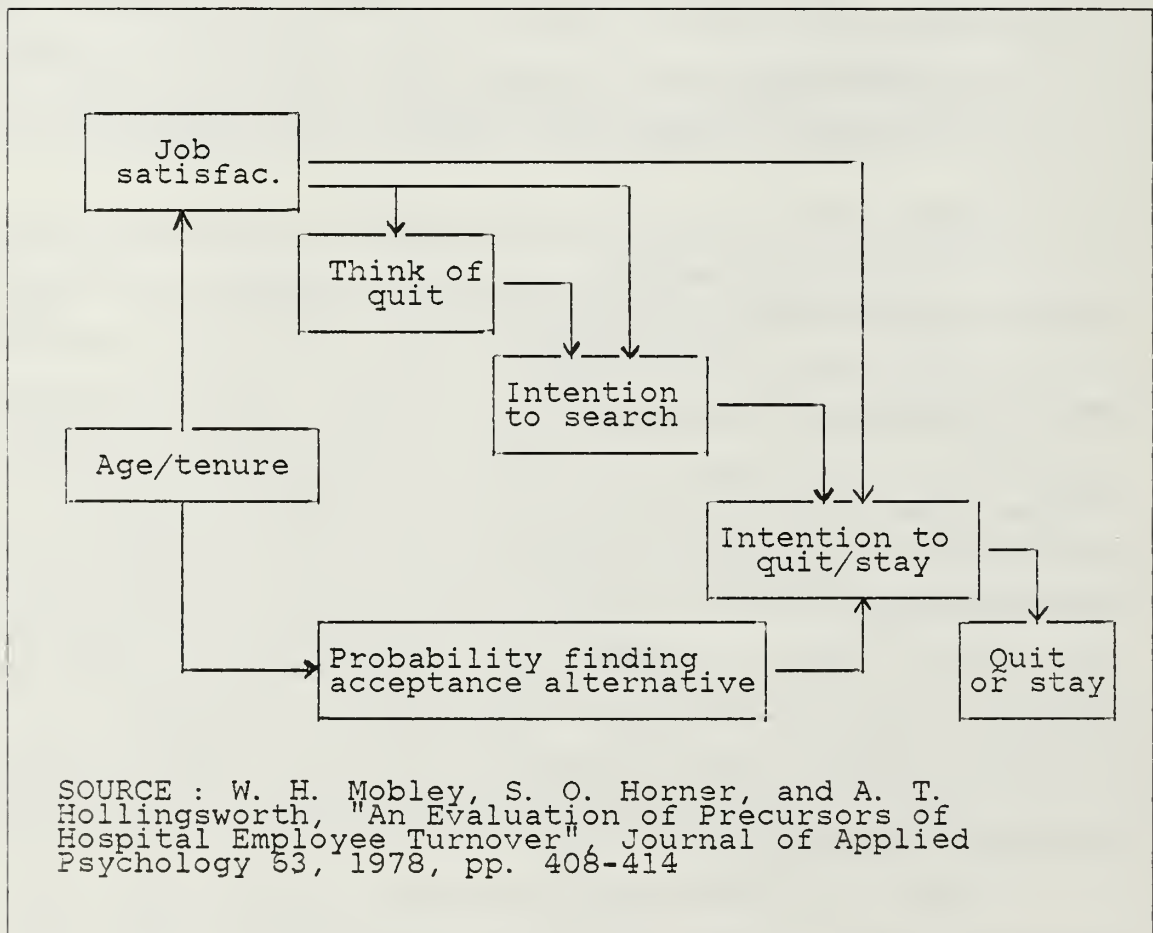 Job
satisfac.
Think of
quit
Intention
to search
Age/tenure
Intention to
quit/stay
Probability finding
acceptance alternative
Quit
or stay
SOURCE : W. H. Mobley, S. O. Horner, and A. T.
Hollingsworth, "An Evaluation of Precursors of
Hospital Employee Turnover", Journal of Applied
Psychology 63, 1978, pp. 408-414